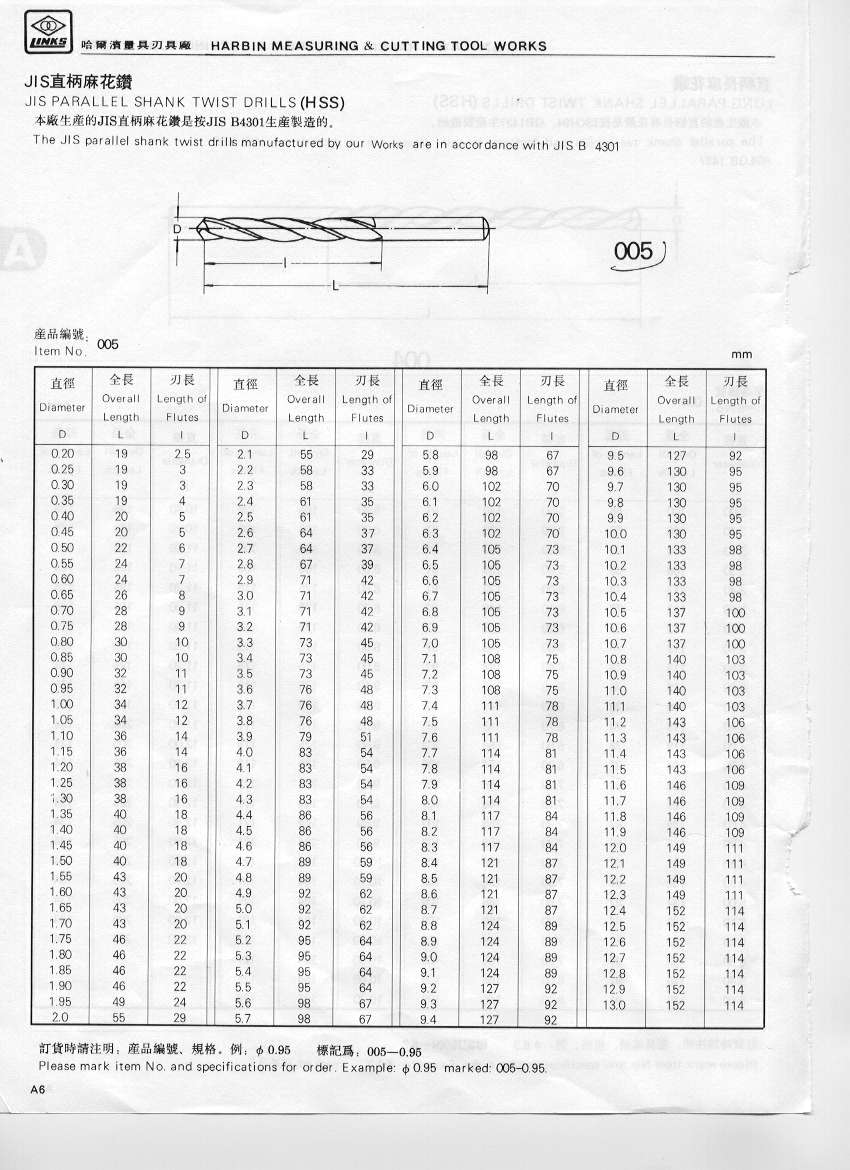 LINKS
哈爾濱量具刃具廠 HARBIN MEASURING & CUTTING TOOL WORKS
JIS直柄麻花鑽
JIS PARALLEL SHANK TWIST DRILLS (HSS)
本廠生産的JIS直柄麻花鑽是按JIS B4301生産製造的。
The JIS parallel shank twist drills manufactured by our Works are in accordance with JIS B 4301
D
l
L
005
産品編號:
Item No. 005
mm
直徑 全長 刃長 直徑 全長 刃長 直徑 全長 刃長 直徑 全長 刃長
Diameter Overall Length Length of Flutes Diameter Overall Length Length of Flutes Diameter Overall Length Length of Flutes Diameter Overall Length Length of Flutes
D L l D L l D L l D L l
0.20 19 2.5 2.1 55 29 5.8 98 67 9.5 127 92
0.25 19 3 2.2 58 33 5.9 98 67 9.6 130 95
0.30 19 3 2.3 58 33 6.0 102 70 9.7 130 95
0.35 19 4 2.4 61 35 6.1 102 70 9.8 130 95
0.40 20 5 2.5 61 35 6.2 102 70 9.9 130 95
0.45 20 5 2.6 64 37 6.3 102 70 10.0 130 95
0.50 22 6 2.7 64 37 6.4 105 73 10.1 133 98
0.55 24 7 2.8 67 39 6.5 105 73 10.2 133 98
0.60 24 7 2.9 71 42 6.6 105 73 10.3 133 98
0.65 26 8 3.0 71 42 6.7 105 73 10.4 133 98
0.70 28 9 3.1 71 42 6.8 105 73 10.5 137 100
0.75 28 9 3.2 71 42 6.9 105 73 10.6 137 100
0.80 30 10 3.3 73 45 7.0 105 73 10.7 137 100
0.85 30 10 3.4 73 45 7.1 108 75 10.8 140 103
0.90 32 11 3.5 73 45 7.2 108 75 10.9 140 103
0.95 32 11 3.6 76 48 7.3 108 75 11.0 140 103
1.00 34 12 3.7 76 48 7.4 111 78 11.1 140 103
1.05 34 12 3.8 76 48 7.5 111 78 11.2 143 106
1.10 36 14 3.9 79 51 7.6 111 78 11.3 143 106
1.15 36 14 4.0 83 54 7.7 114 81 11.4 143 106
1.20 38 16 4.1 83 54 7.8 114 81 11.5 143 106
1.25 38 16 4.2 83 54 7.9 114 81 11.6 146 109
1.30 38 16 4.3 83 54 8.0 114 81 11.7 146 109
1.35 40 18 4.4 86 56 8.1 117 84 11.8 146 109
1.40 40 18 4.5 86 56 8.2 117 84 11.9 146 109
1.45 40 18 4.6 86 56 8.3 117 84 12.0 149 111
1.50 40 18 4.7 89 59 8.4 121 87 12.1 149 111
1.55 43 20 4.8 89 59 8.5 121 87 12.2 149 111
1.60 43 20 4.9 92 62 8.6 121 87 12.3 149 111
1.65 43 20 5.0 92 62 8.7 121 87 12.4 152 114
1.70 43 20 5.1 92 62 8.8 124 89 12.5 152 114
1.75 46 22 5.2 95 64 8.9 124 89 12.6 152 114
1.80 46 22 5.3 95 64 9.0 124 89 12.7 152 114
1.85 46 22 5.4 95 64 9.1 124 89 12.8 152 114
1.90 46 22 5.5 95 64 9.2 127 92 12.9 152 114
1.95 49 24 5.6 98 67 9.3 127 92 13.0 152 114
2.0 55 29 5.7 98 67 9.4 127 92
訂貨時請注明:産品編號、規格。例:φ0.95 標記爲:005—0.95
Please mark item No. and specifications for order. Example: φ0.95 marked: 005-0.95.
A6